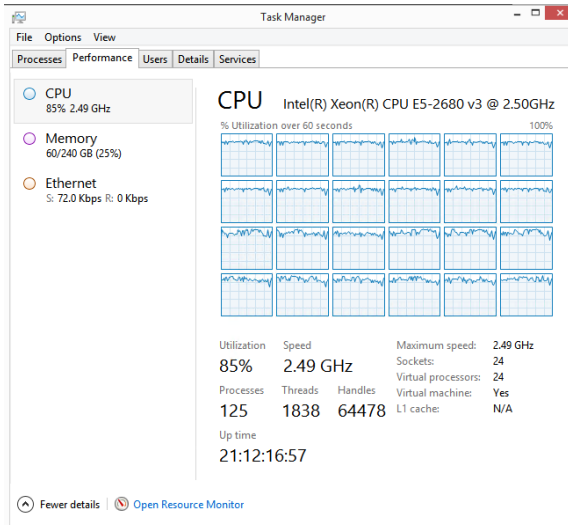 Task Manager
File Options View
Processes Performance Users Details Services
CPU
85% 2.49 GHz
Memory
60/240 GB (25%)
Ethernet
S: 72.0 Kbps R: 0 Kbps
CPU Intel(R) Xeon(R) CPU E5-2680 v3 @ 2.50GHz
% Utilization over 60 seconds 100%
Utilization Speed
85% 2.49 GHz
Processes Threads Handles
125 1838 64478
Up time
21:12:16:57
Maximum speed: 2.49 GHz
Sockets: 24
Virtual processors: 24
Virtual machine: Yes
L1 cache: N/A
Fewer details Open Resource Monitor